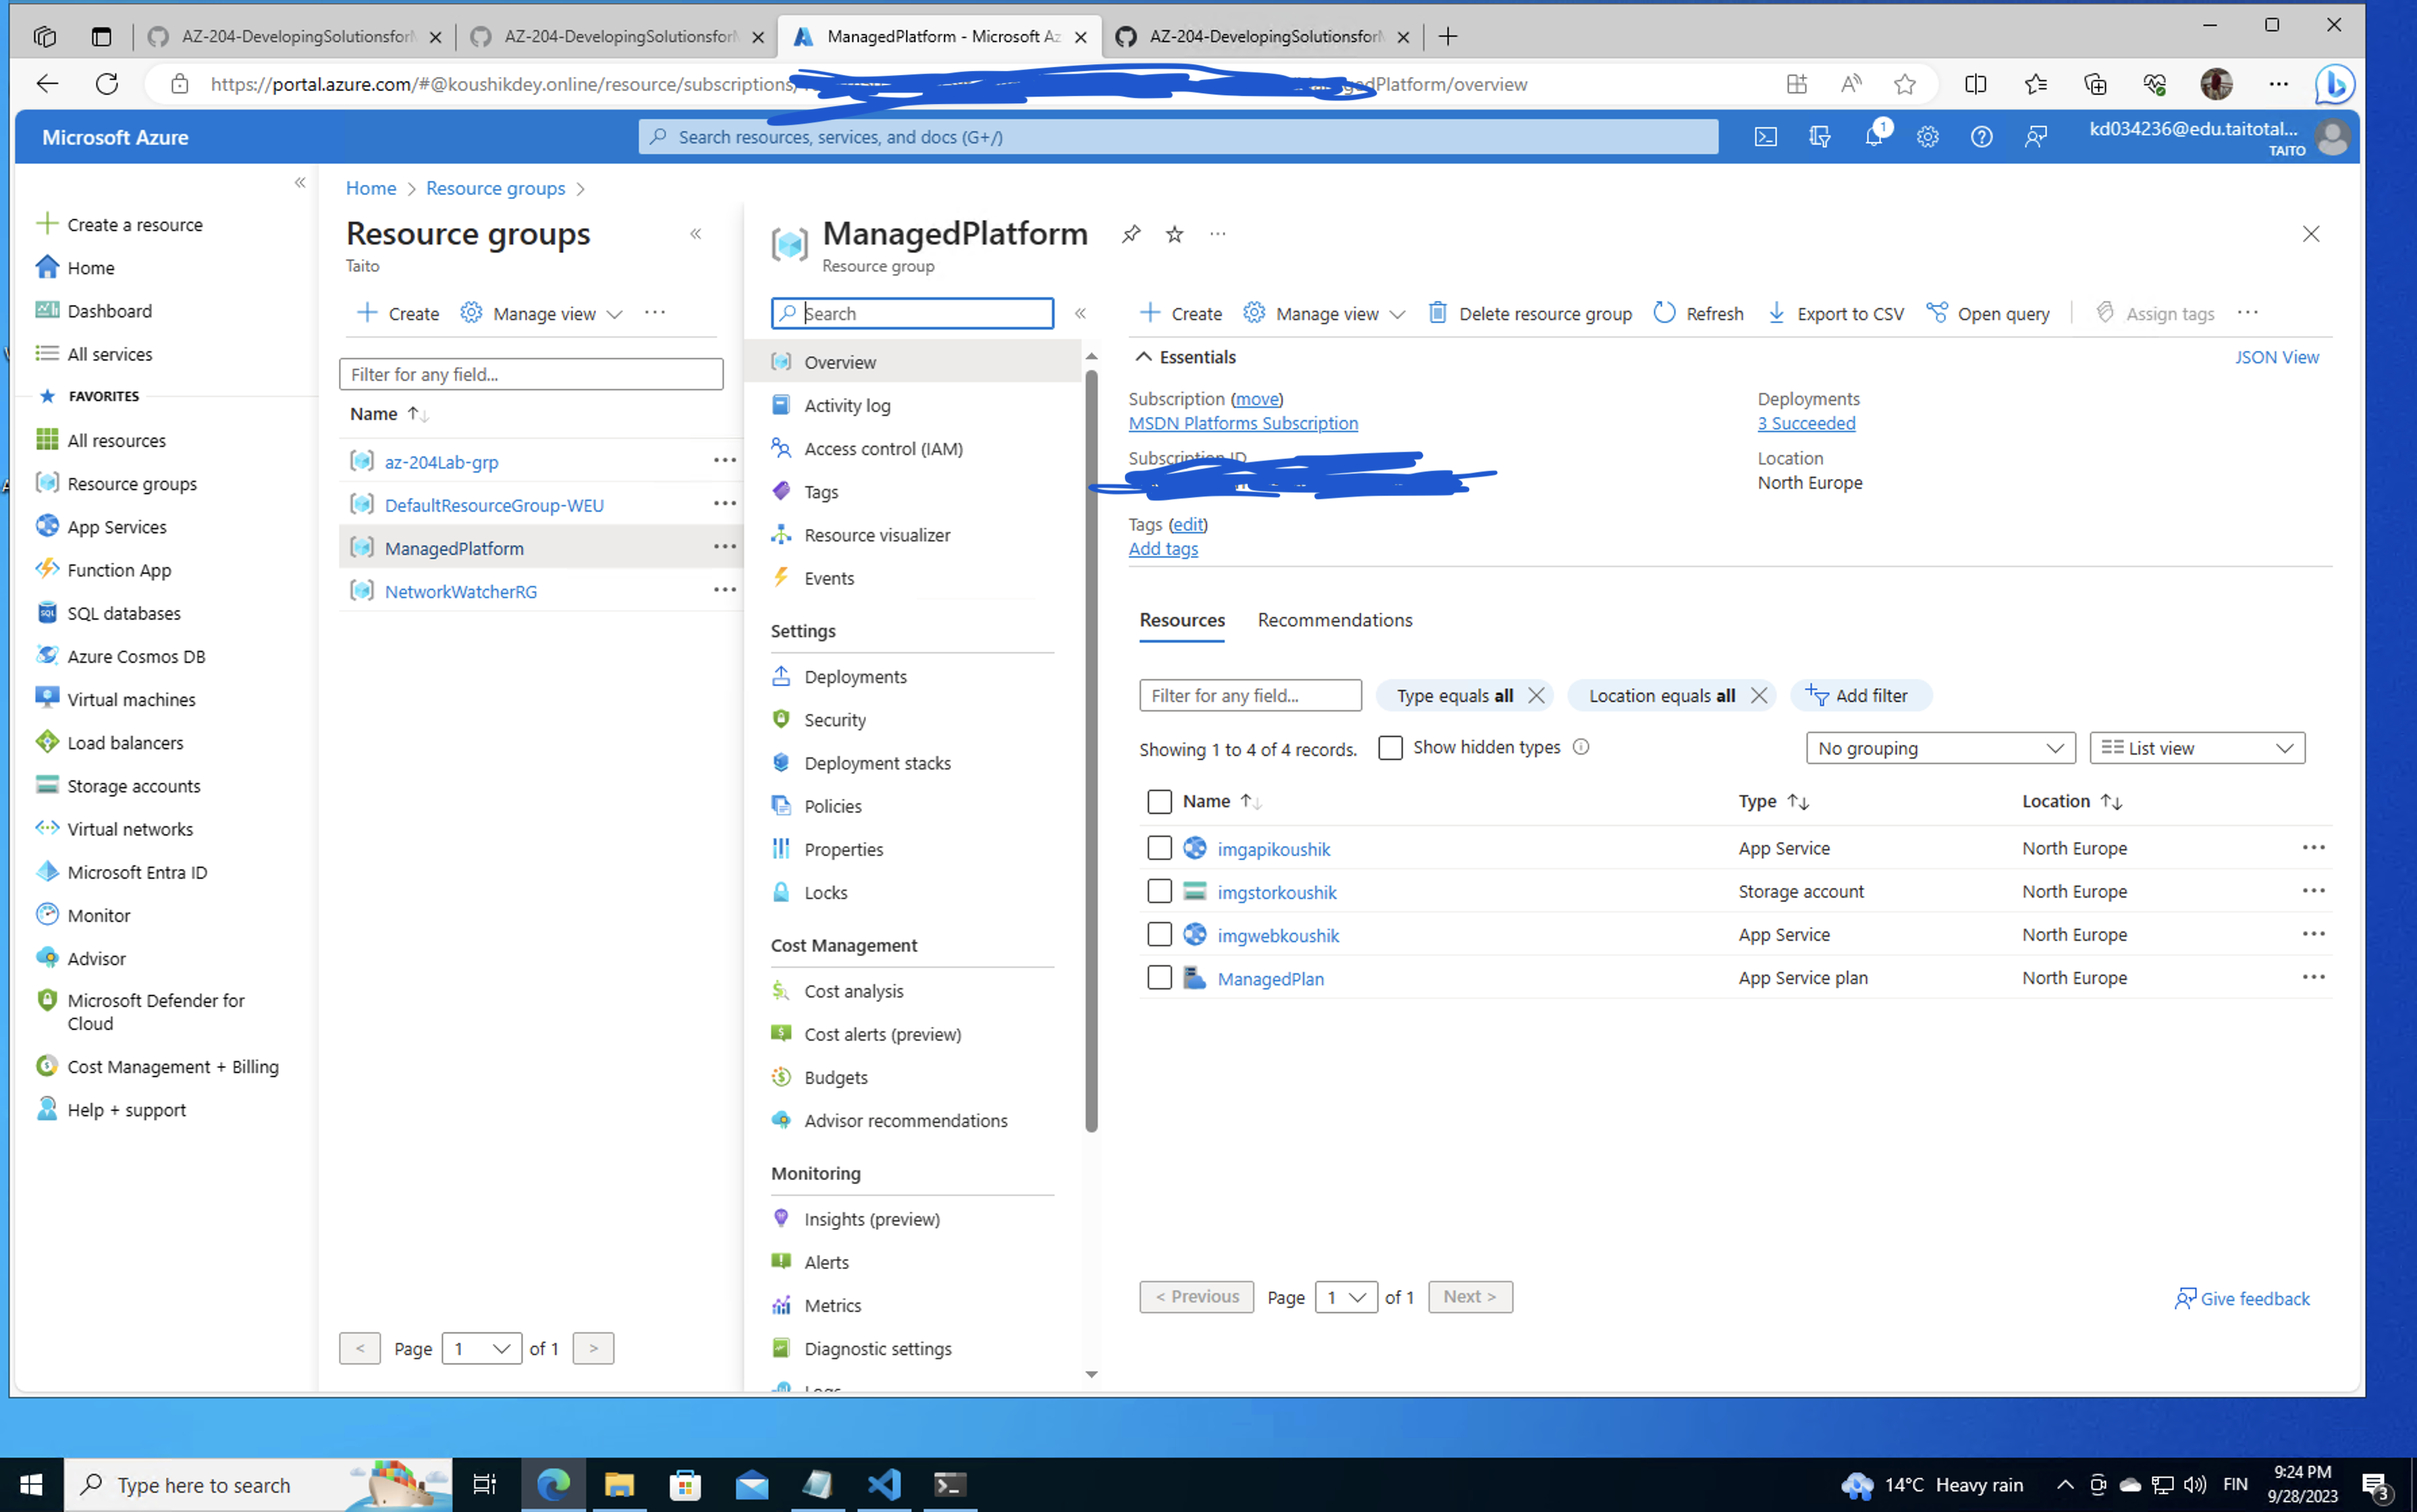 AZ-204-DevelopingSolutionsforM
AZ-204-DevelopingSolutionsforM
ManagedPlatform - Microsoft Az
AZ-204-DevelopingSolutionsforM
https://portal.azure.com/#@koushikdey.online/resource/subscriptions/
gedPlatform/overview
Microsoft Azure
Search resources, services, and docs (G+/)
1
kd034236@edu.taitotal...
TAITO
Create a resource
Home
Dashboard
All services
FAVORITES
All resources
Resource groups
App Services
Function App
SQL databases
Azure Cosmos DB
Virtual machines
Load balancers
Storage accounts
Virtual networks
Microsoft Entra ID
Monitor
Advisor
Microsoft Defender for
Cloud
Cost Management + Billing
Help + support
Home > Resource groups >
Resource groups
Taito
Create
Manage view
Filter for any field...
Name
az-204Lab-grp
DefaultResourceGroup-WEU
ManagedPlatform
NetworkWatcherRG
< Page 1 of 1 >
ManagedPlatform
Resource group
Search
Overview
Activity log
Access control (IAM)
Tags
Resource visualizer
Events
Settings
Deployments
Security
Deployment stacks
Policies
Properties
Locks
Cost Management
Cost analysis
Cost alerts (preview)
Budgets
Advisor recommendations
Monitoring
Insights (preview)
Alerts
Metrics
Diagnostic settings
Logs
Create
Manage view
Delete resource group
Refresh
Export to CSV
Open query
Assign tags
Essentials
JSON View
Subscription (move)
MSDN Platforms Subscription
Subscription ID
Deployments
3 Succeeded
Location
North Europe
Tags (edit)
Add tags
Resources
Recommendations
Filter for any field...
Type equals all
Location equals all
Add filter
Showing 1 to 4 of 4 records.
Show hidden types
No grouping
List view
Name Type Location
imgapikoushik App Service North Europe
imgstorkoushik Storage account North Europe
imgwebkoushik App Service North Europe
ManagedPlan App Service plan North Europe
< Previous Page 1 of 1 Next >
Give feedback
Type here to search
14°C Heavy rain
FIN
9:24 PM
9/28/2023
3